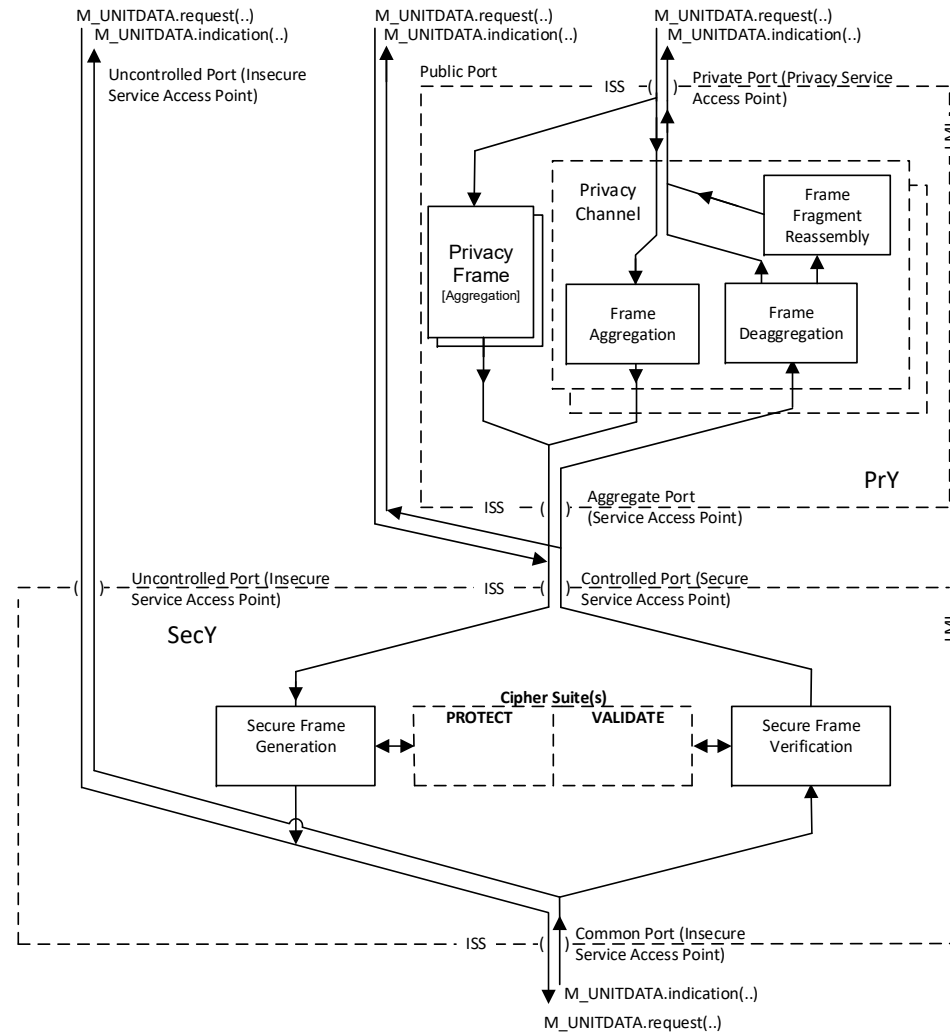 M_UNITDATA.request(..)
M_UNITDATA.indication(..)
M_UNITDATA.request(..)
M_UNITDATA.indication(..)
M_UNITDATA.request(..)
M_UNITDATA.indication(..)
Uncontrolled Port (Insecure
Service Access Point)
Public Port
ISS
Private Port (Privacy Service
Access Point)
Privacy
Channel
Frame
Fragment
Reassembly
Privacy
Frame
[Aggregation]
Frame
Aggregation
Frame
Deaggregation
PrY
ISS
Aggregate Port
(Service Access Point)
Uncontrolled Port (Insecure
Service Access Point)
ISS
Controlled Port (Secure
Service Access Point)
SecY
Cipher Suite(s)
PROTECT
VALIDATE
Secure Frame
Generation
Secure Frame
Verification
ISS
Common Port (Insecure
Service Access Point)
M_UNITDATA.indication(..)
M_UNITDATA.request(..)